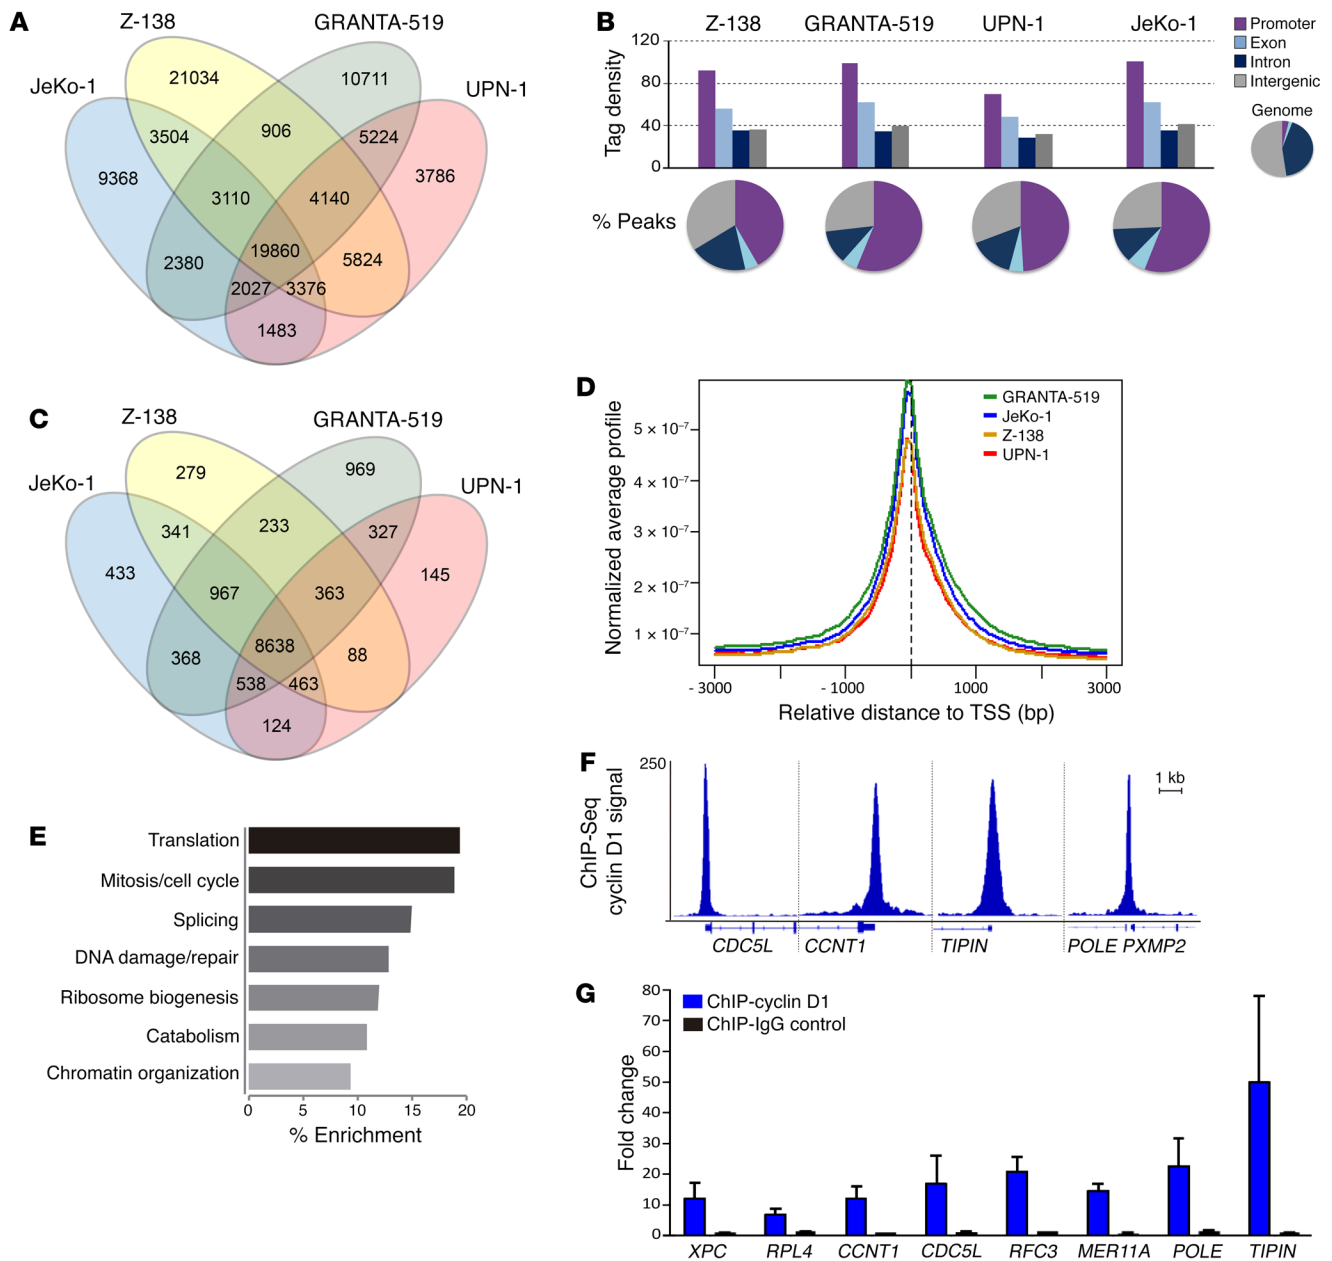 A
Z-138
GRANTA-519
JeKo-1
UPN-1
21034
10711
3504
906
5224
9368
3110
4140
3786
2380
19860
5824
2027
3376
1483
B
Z-138
GRANTA-519
UPN-1
JeKo-1
Promoter
Exon
Intron
Intergenic
Genome
Tag density
120
80
40
0
% Peaks
C
Z-138
GRANTA-519
JeKo-1
UPN-1
279
969
341
233
327
433
967
363
145
368
8638
88
538
463
124
D
GRANTA-519
JeKo-1
Z-138
UPN-1
Normalized average profile
5 × 10⁻⁷
4 × 10⁻⁷
3 × 10⁻⁷
2 × 10⁻⁷
1 × 10⁻⁷
- 3000
- 1000
1000
3000
Relative distance to TSS (bp)
E
Translation
Mitosis/cell cycle
Splicing
DNA damage/repair
Ribosome biogenesis
Catabolism
Chromatin organization
0
5
10
15
20
% Enrichment
F
250
ChIP-Seq
cyclin D1 signal
1 kb
CDC5L
CCNT1
TIPIN
POLE PXMP2
G
ChIP-cyclin D1
ChIP-IgG control
Fold change
80
70
60
50
40
30
20
10
0
XPC
RPL4
CCNT1
CDC5L
RFC3
MER11A
POLE
TIPIN